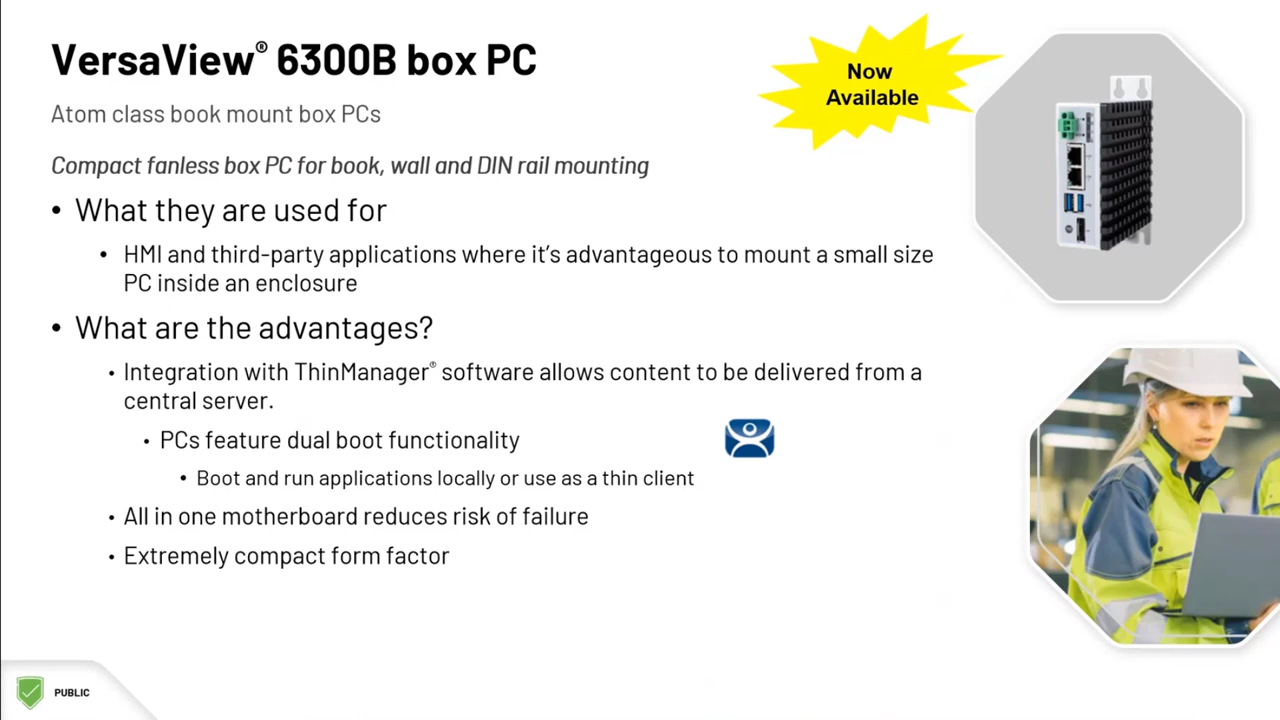 VersaView® 6300B box PC
Now
Available
Atom class book mount box PCs
Compact fanless box PC for book, wall and DIN rail mounting
• What they are used for
• HMI and third-party applications where it's advantageous to mount a small size
PC inside an enclosure
• What are the advantages?
• Integration with ThinManager® software allows content to be delivered from a
central server.
• PCs feature dual boot functionality
• Boot and run applications locally or use as a thin client
• All in one motherboard reduces risk of failure
• Extremely compact form factor
PUBLIC